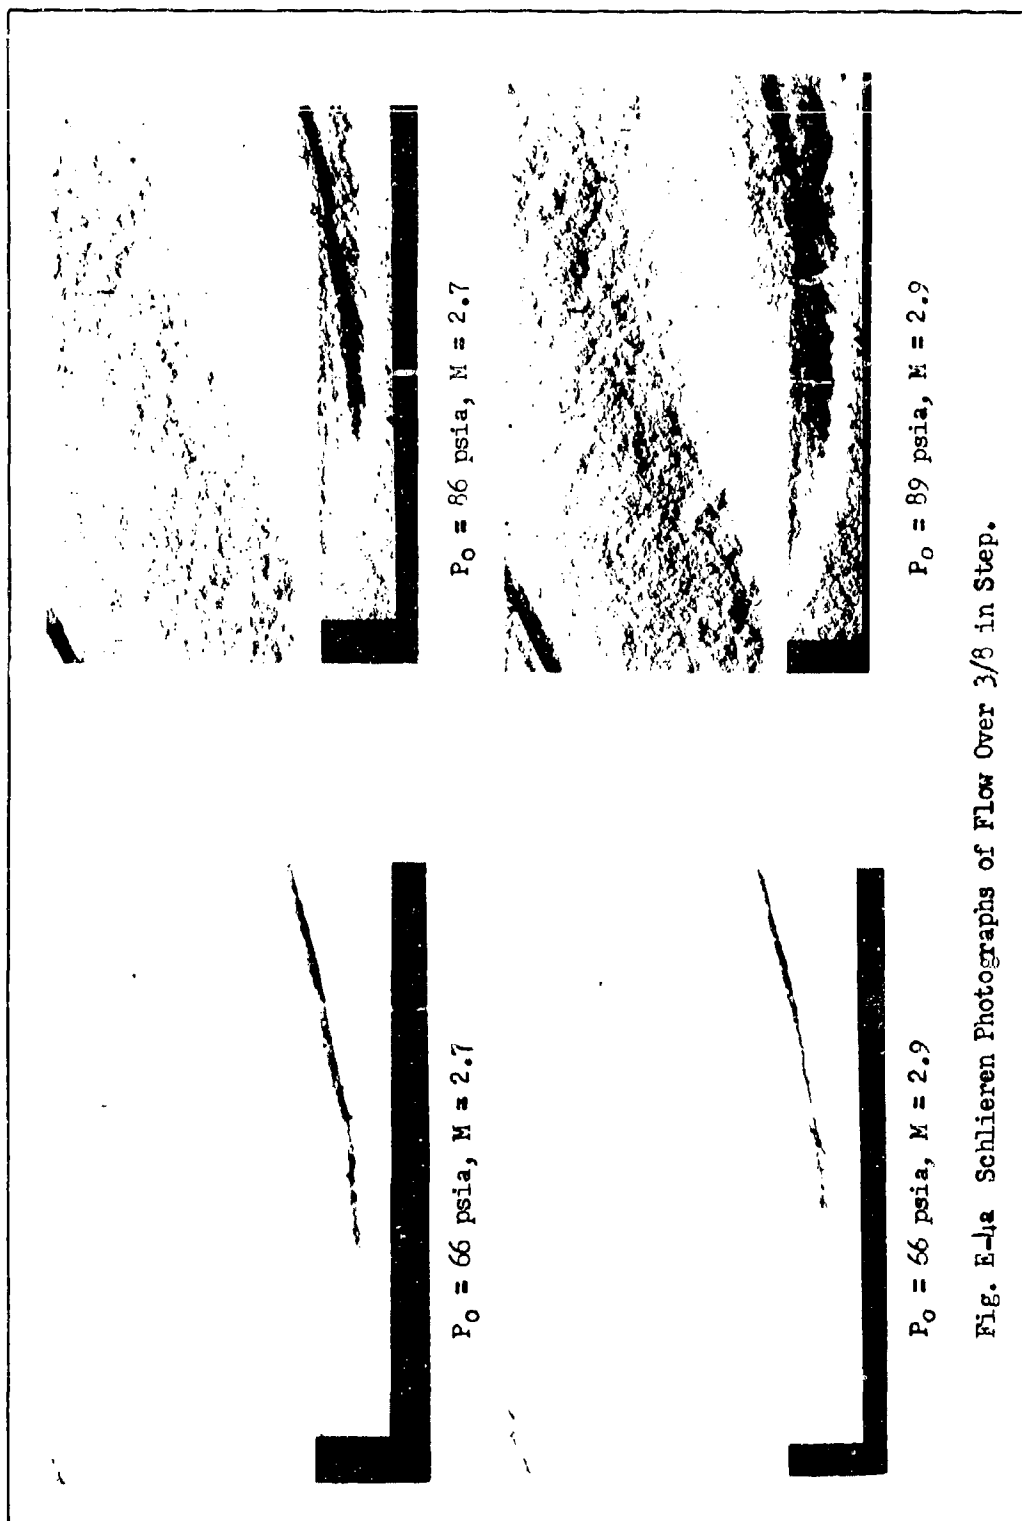 P₀ = 66 psia, M = 2.7
P₀ = 86 psia, M = 2.7
P₀ = 66 psia, M = 2.9
P₀ = 89 psia, M = 2.9
Fig. E-4a Schlieren Photographs of Flow Over 3/8 in Step.